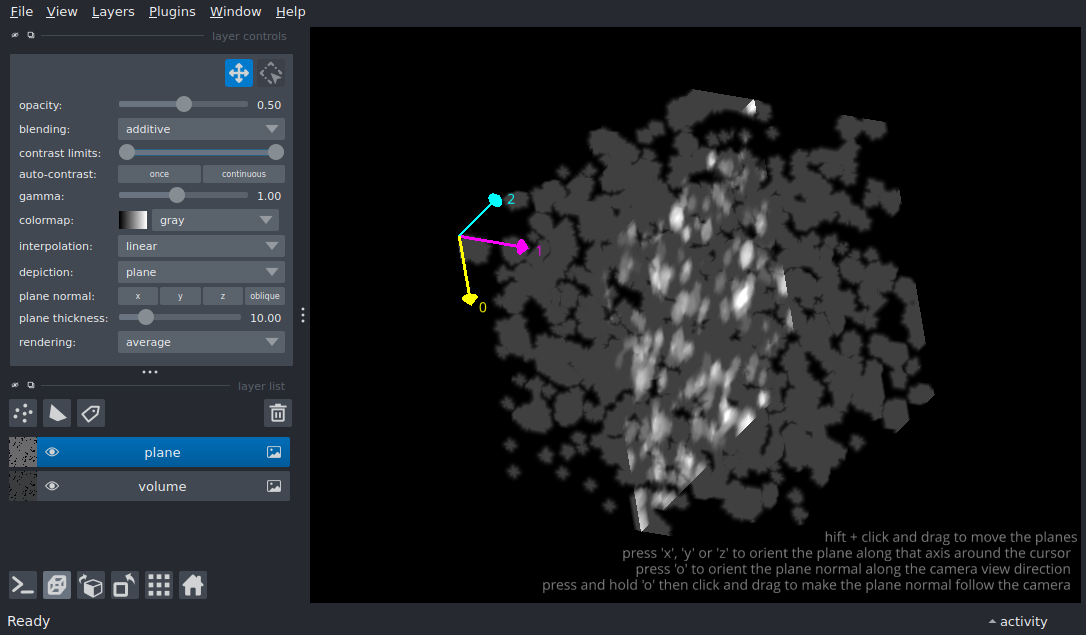 File View Layers Plugins Window Help
layer controls
opacity: 0.50
blending: additive
contrast limits:
auto-contrast: once continuous
gamma: 1.00
colormap: gray
interpolation: linear
depiction: plane
plane normal: x y z oblique
plane thickness: 10.00
rendering: average
layer list
plane
volume
2
1
0
hift + click and drag to move the planes
press 'x', 'y' or 'z' to orient the plane along that axis around the cursor
press 'o' to orient the plane normal along the camera view direction
press and hold 'o' then click and drag to make the plane normal follow the camera
Ready
activity